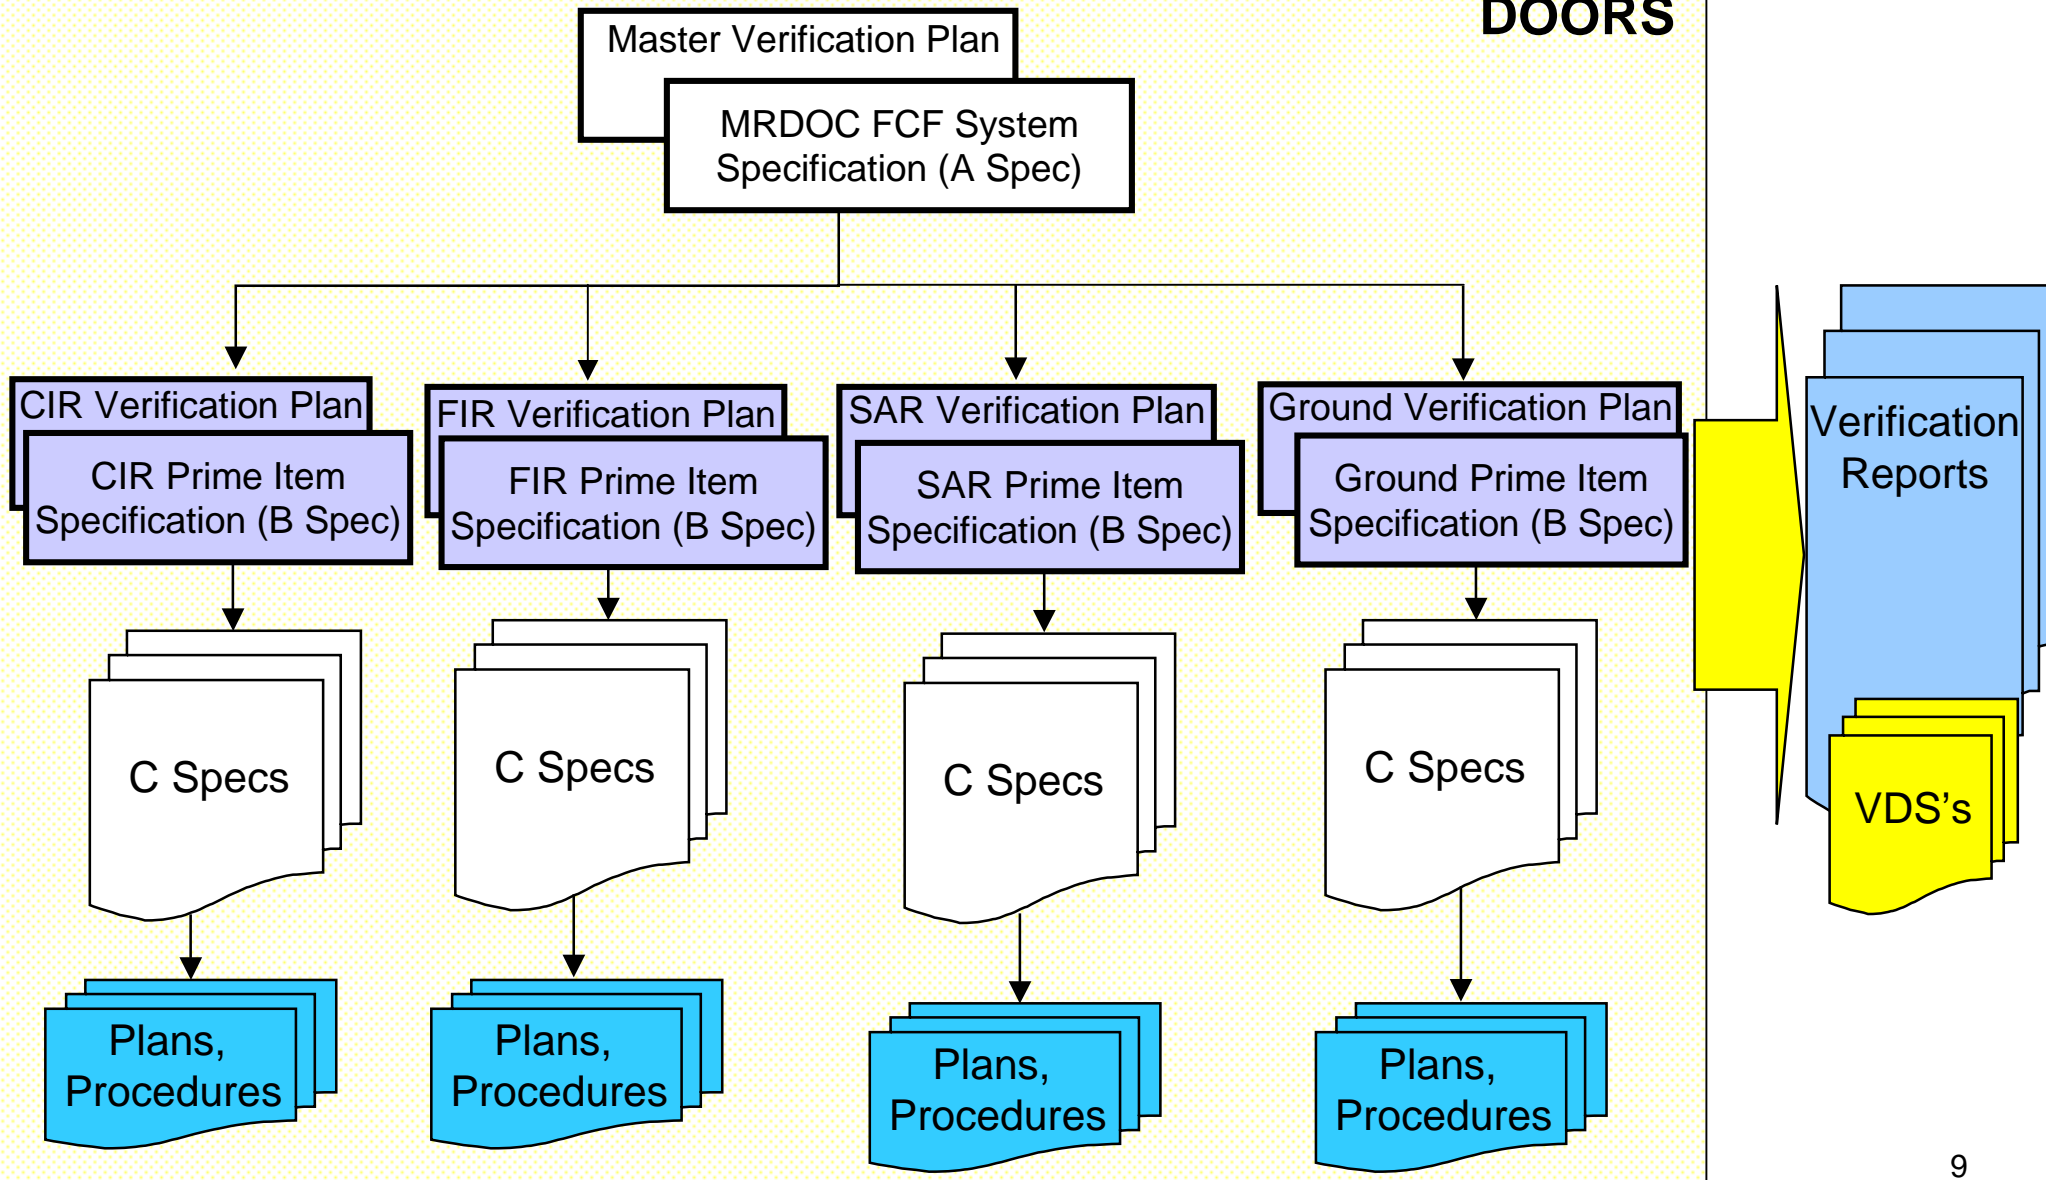 DOORS
Master Verification Plan
MRDOC FCF System
Specification (A Spec)
CIR Verification Plan
CIR Prime Item
Specification (B Spec)
FIR Verification Plan
FIR Prime Item
Specification (B Spec)
SAR Verification Plan
SAR Prime Item
Specification (B Spec)
Ground Verification Plan
Ground Prime Item
Specification (B Spec)
Verification
Reports
C Specs
C Specs
C Specs
C Specs
VDS’s
Plans,
Procedures
Plans,
Procedures
Plans,
Procedures
Plans,
Procedures
9